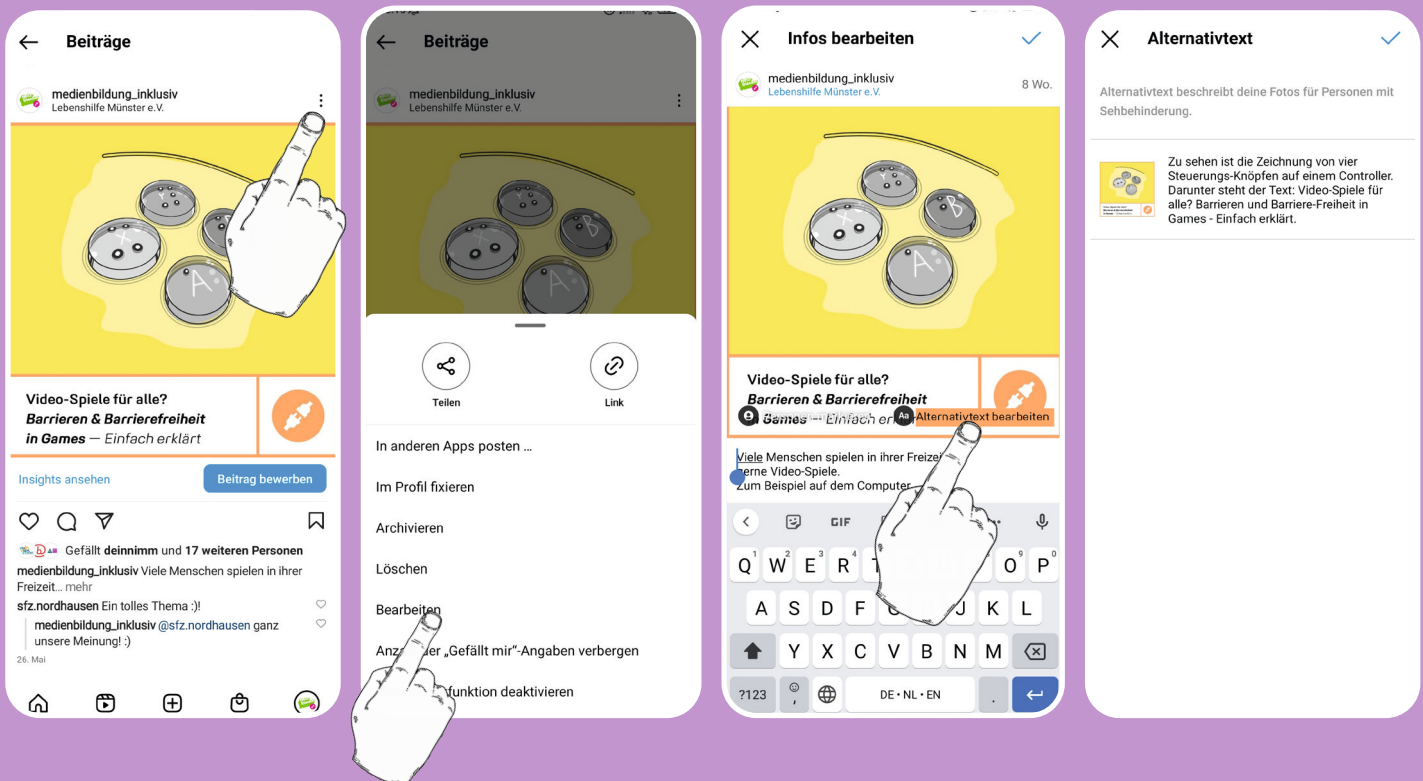 Beiträge
medienbildung_inklusiv
Lebenshilfe Münster e.V.
Y
X
B
A
Video-Spiele für alle?
Barrieren & Barrierefreiheit
in Games — Einfach erklärt
Insights ansehen
Beitrag bewerben
Gefällt deinnimm und 17 weiteren Personen
medienbildung_inklusiv Viele Menschen spielen in ihrer
Freizeit... mehr
sfz.nordhausen Ein tolles Thema :)!
medienbildung_inklusiv @sfz.nordhausen ganz
unsere Meinung! :)
26. Mai
Beiträge
medienbildung_inklusiv
Lebenshilfe Münster e.V.
Y
X
B
A
Teilen
Link
In anderen Apps posten ...
Im Profil fixieren
Archivieren
Löschen
Bearbeiten
der „Gefällt mir“-Angaben verbergen
funktion deaktivieren
Infos bearbeiten
medienbildung_inklusiv
Lebenshilfe Münster e.V.
8 Wo.
Y
X
B
A
Video-Spiele für alle?
Barrieren & Barrierefreiheit
Games — Einfach
Aa Alternativtext bearbeiten
Viele Menschen spielen in ihrer
gerne Video-Spiele.
Zum Beispiel auf dem Computer
GIF
Q1 W2 E3 R4 O9 P0
A S D F J K L
Y X C V B N M
?123 , DE • NL • EN .
Alternativtext
Alternativtext beschreibt deine Fotos für Personen mit
Sehbehinderung.
Zu sehen ist die Zeichnung von vier
Steuerungs-Knöpfen auf einem Controller.
Darunter steht der Text: Video-Spiele für
alle? Barrieren und Barriere-Freiheit in
Games - Einfach erklärt.